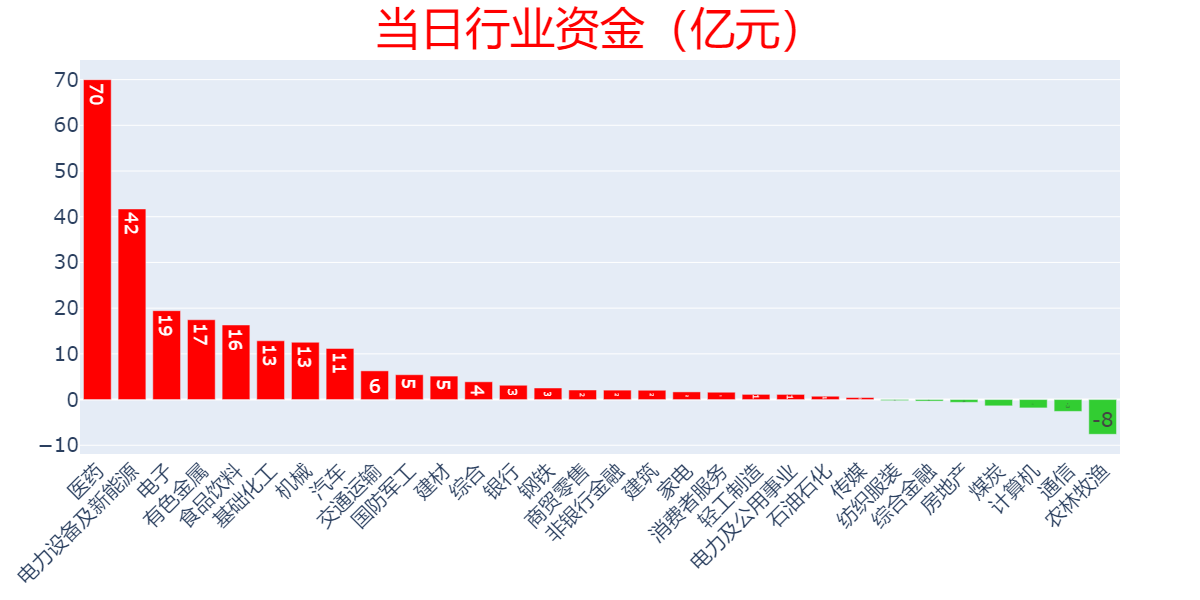 当日行业资金（亿元）
70
60
50
40
30
20
10
0
−10
70
42
19
17
16
13
13
11
6
5
5
4
3
3
2
2
2
1
1
-8
医药
电力设备及新能源
电子
有色金属
食品饮料
基础化工
机械
汽车
交通运输
国防军工
建材
综合
银行
钢铁
商贸零售
非银行金融
建筑
家电
消费者服务
轻工制造
电力及公用事业
石油石化
传媒
纺织服装
综合金融
房地产
煤炭
计算机
通信
农林牧渔